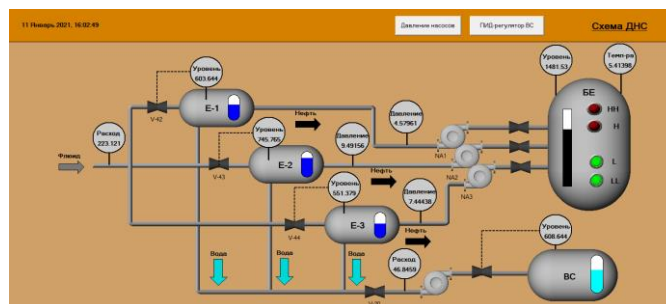 11 Январь 2021, 16:02:49
Давление насосов
ПИД-регулятор ВС
Схема ДНС
Уровень
603.644
Уровень
1481.53
Темп-ра
5.41398
БЕ
Е-1
V-42
Нефть
Давление
4.57961
НН
Н
Расход
223.121
Уровень
745.765
Давление
9.49156
NA1
Флюид
Е-2
NA2
L
V-43
Нефть
Уровень
551.379
Давление
7.44438
NA3
LL
Е-3
V-44
Нефть
Вода
Вода
Вода
Расход
46.8459
Уровень
608.644
ВС